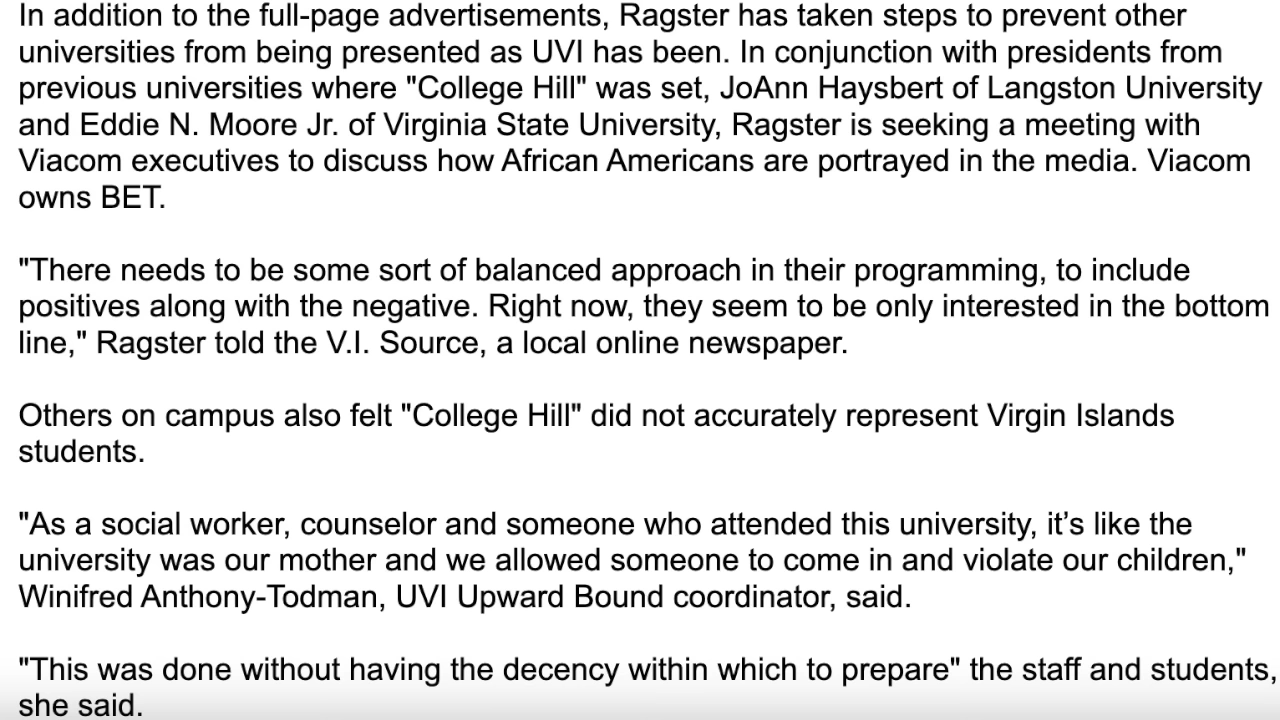 In addition to the full-page advertisements, Ragster has taken steps to prevent other
universities from being presented as UVI has been. In conjunction with presidents from
previous universities where "College Hill" was set, JoAnn Haysbert of Langston University
and Eddie N. Moore Jr. of Virginia State University, Ragster is seeking a meeting with
Viacom executives to discuss how African Americans are portrayed in the media. Viacom
owns BET.
"There needs to be some sort of balanced approach in their programming, to include
positives along with the negative. Right now, they seem to be only interested in the bottom
line," Ragster told the V.I. Source, a local online newspaper.
Others on campus also felt "College Hill" did not accurately represent Virgin Islands
students.
"As a social worker, counselor and someone who attended this university, it’s like the
university was our mother and we allowed someone to come in and violate our children,"
Winifred Anthony-Todman, UVI Upward Bound coordinator, said.
"This was done without having the decency within which to prepare" the staff and students,
she said.